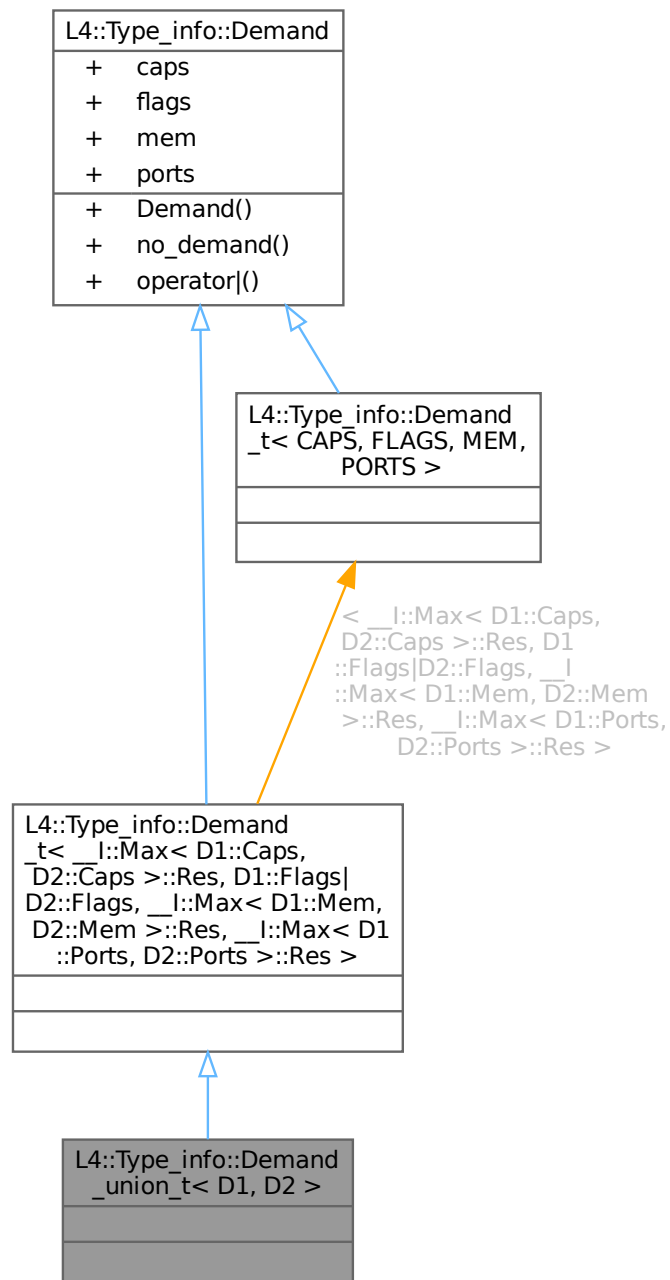 L4::Type_info::Demand
+ caps
+ flags
+ mem
+ ports
+ Demand()
+ no_demand()
+ operator|()
L4::Type_info::Demand
_t< CAPS, FLAGS, MEM,
PORTS >
< __I::Max< D1::Caps,
D2::Caps >::Res, D1
::Flags|D2::Flags, __I
::Max< D1::Mem, D2::Mem
>::Res, __I::Max< D1::Ports,
D2::Ports >::Res >
L4::Type_info::Demand
_t< __I::Max< D1::Caps,
D2::Caps >::Res, D1::Flags|
D2::Flags, __I::Max< D1::Mem,
D2::Mem >::Res, __I::Max< D1
::Ports, D2::Ports >::Res >
L4::Type_info::Demand
_union_t< D1, D2 >